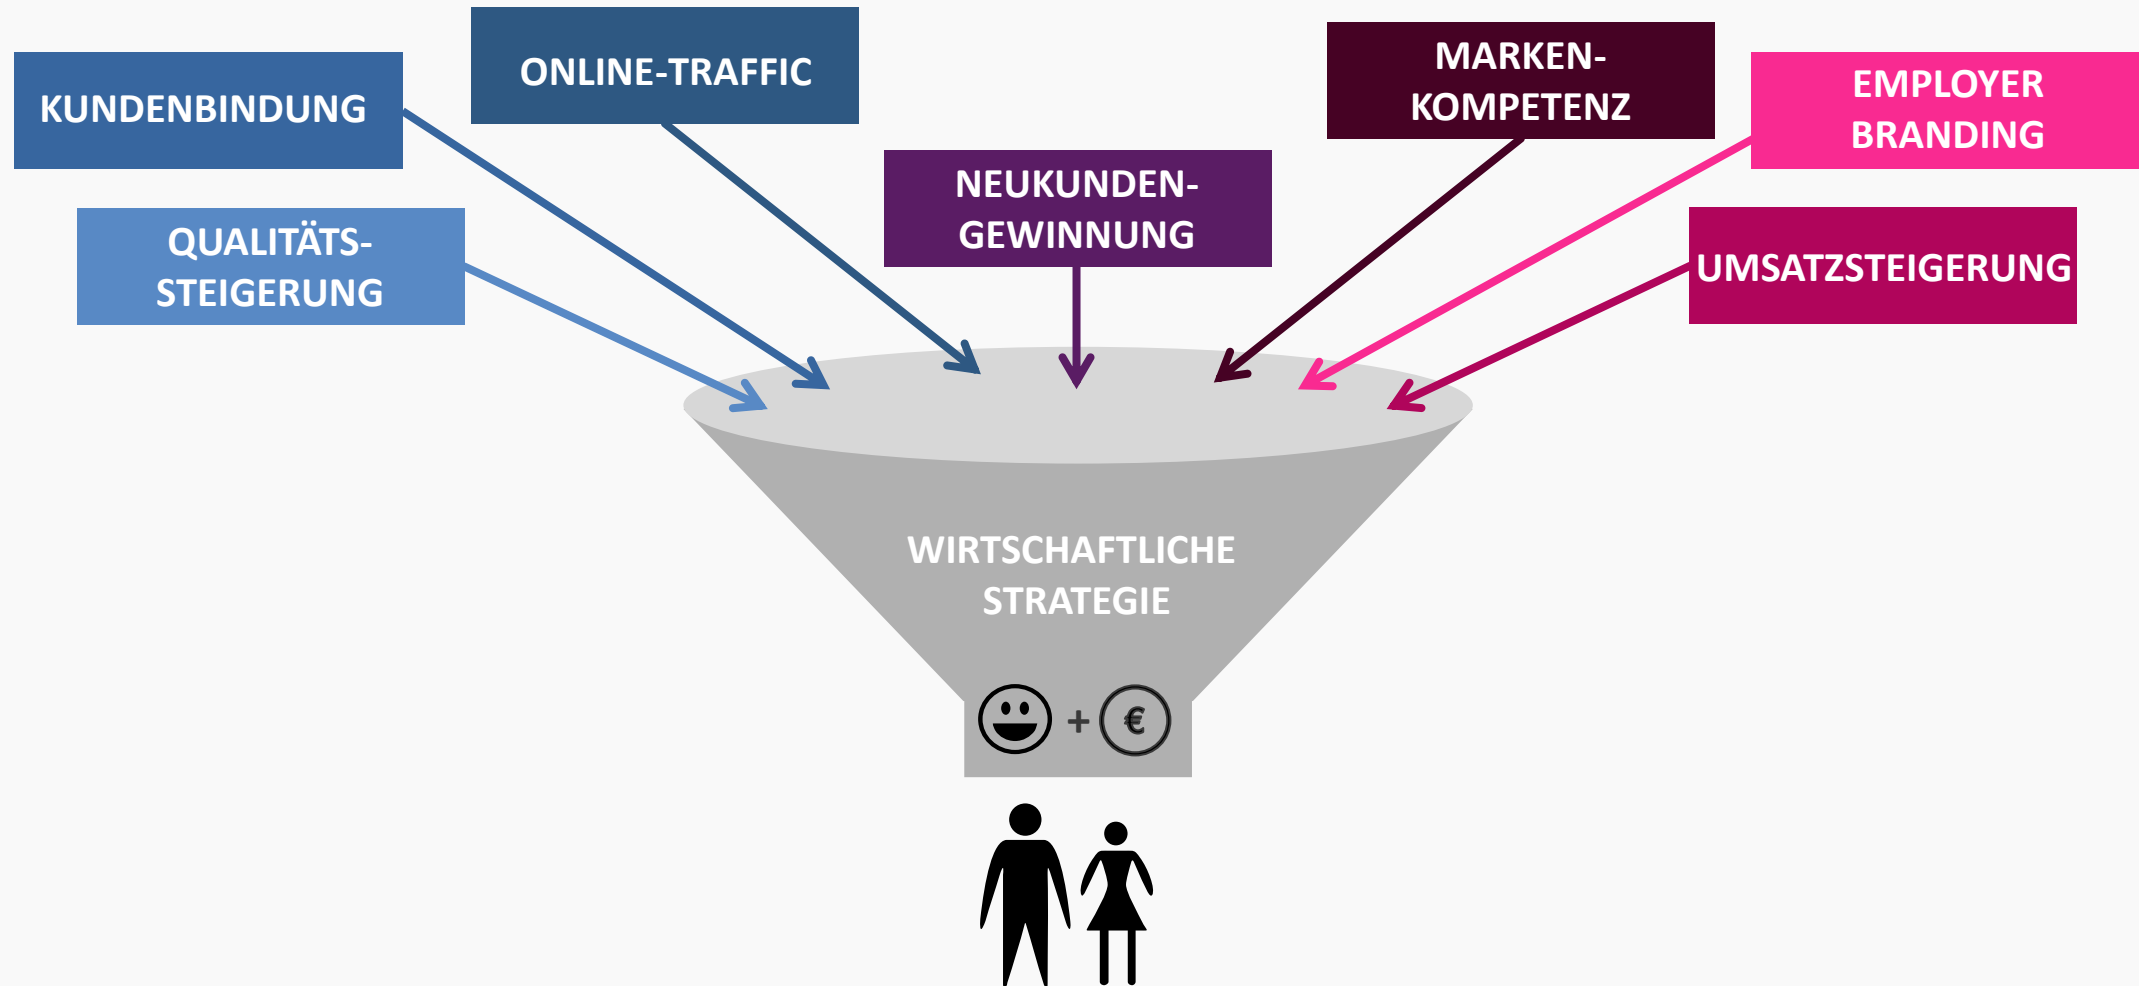 KUNDENBINDUNG
ONLINE-TRAFFIC
MARKEN-
KOMPETENZ
EMPLOYER
BRANDING
NEUKUNDEN-
GEWINNUNG
QUALITÄTS-
STEIGERUNG
UMSATZSTEIGERUNG
WIRTSCHAFTLICHE
STRATEGIE
+ €